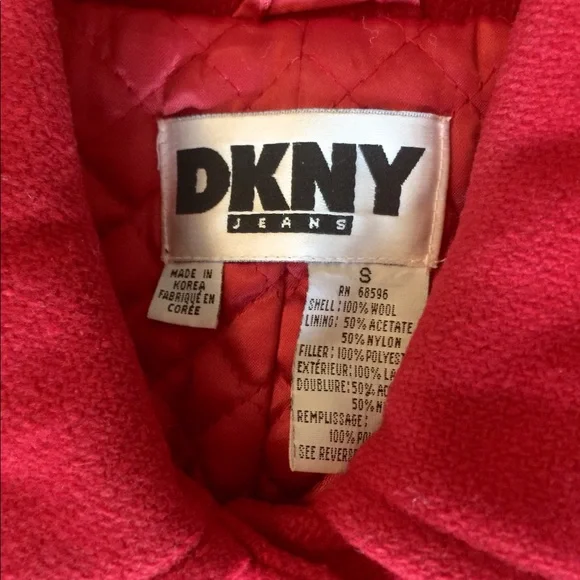 DKNY
JEANS
MADE IN
KOREA
FABRIQUÉ EN
CORÉE
S
RN 68596
SHELL: 100% WOOL
LINING: 50% ACETATE
50% NYLON
FILLER: 100% POLYEST
EXTÉRIEUR: 100% LA
DOUBLURE: 50% AC
50% N
REMPLISSAGE:
100% PO
SEE REVERSE